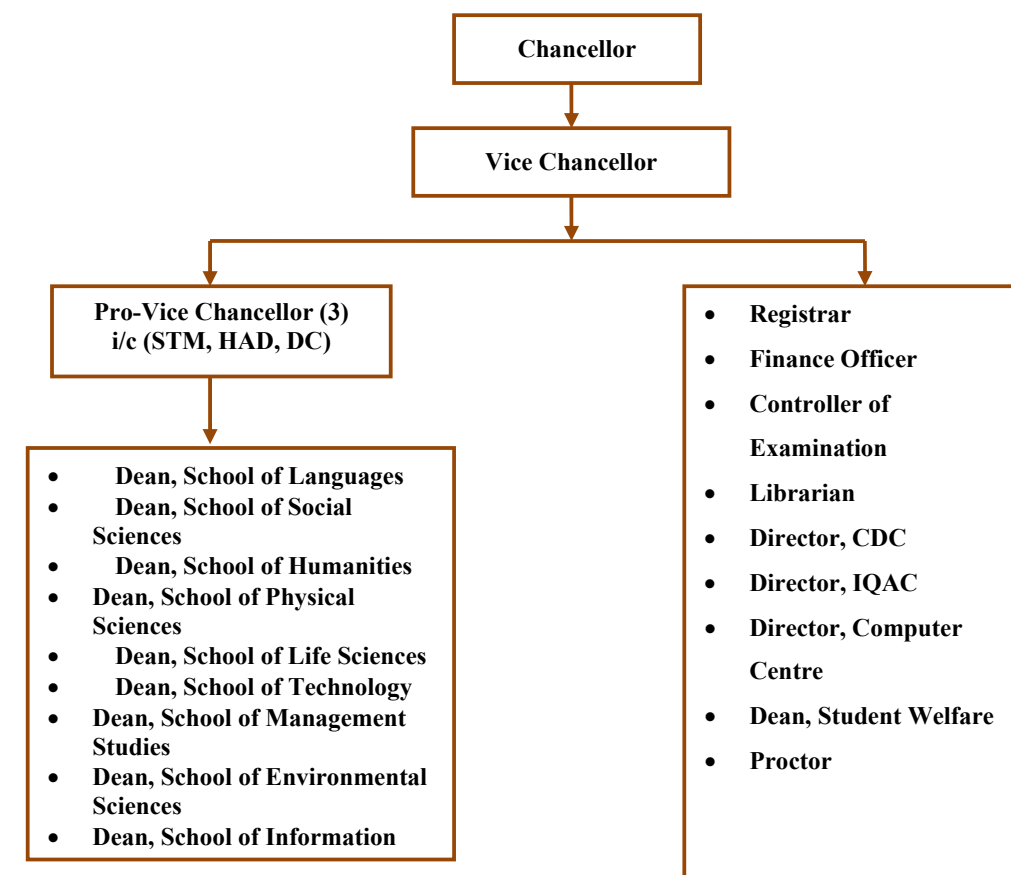 Chancellor
Vice Chancellor
Pro-Vice Chancellor (3)
i/c (STM, HAD, DC)
• Dean, School of Languages
• Dean, School of Social
Sciences
• Dean, School of Humanities
• Dean, School of Physical
Sciences
• Dean, School of Life Sciences
• Dean, School of Technology
• Dean, School of Management
Studies
• Dean, School of Environmental
Sciences
• Dean, School of Information
• Registrar
• Finance Officer
• Controller of
Examination
• Librarian
• Director, CDC
• Director, IQAC
• Director, Computer
Centre
• Dean, Student Welfare
• Proctor